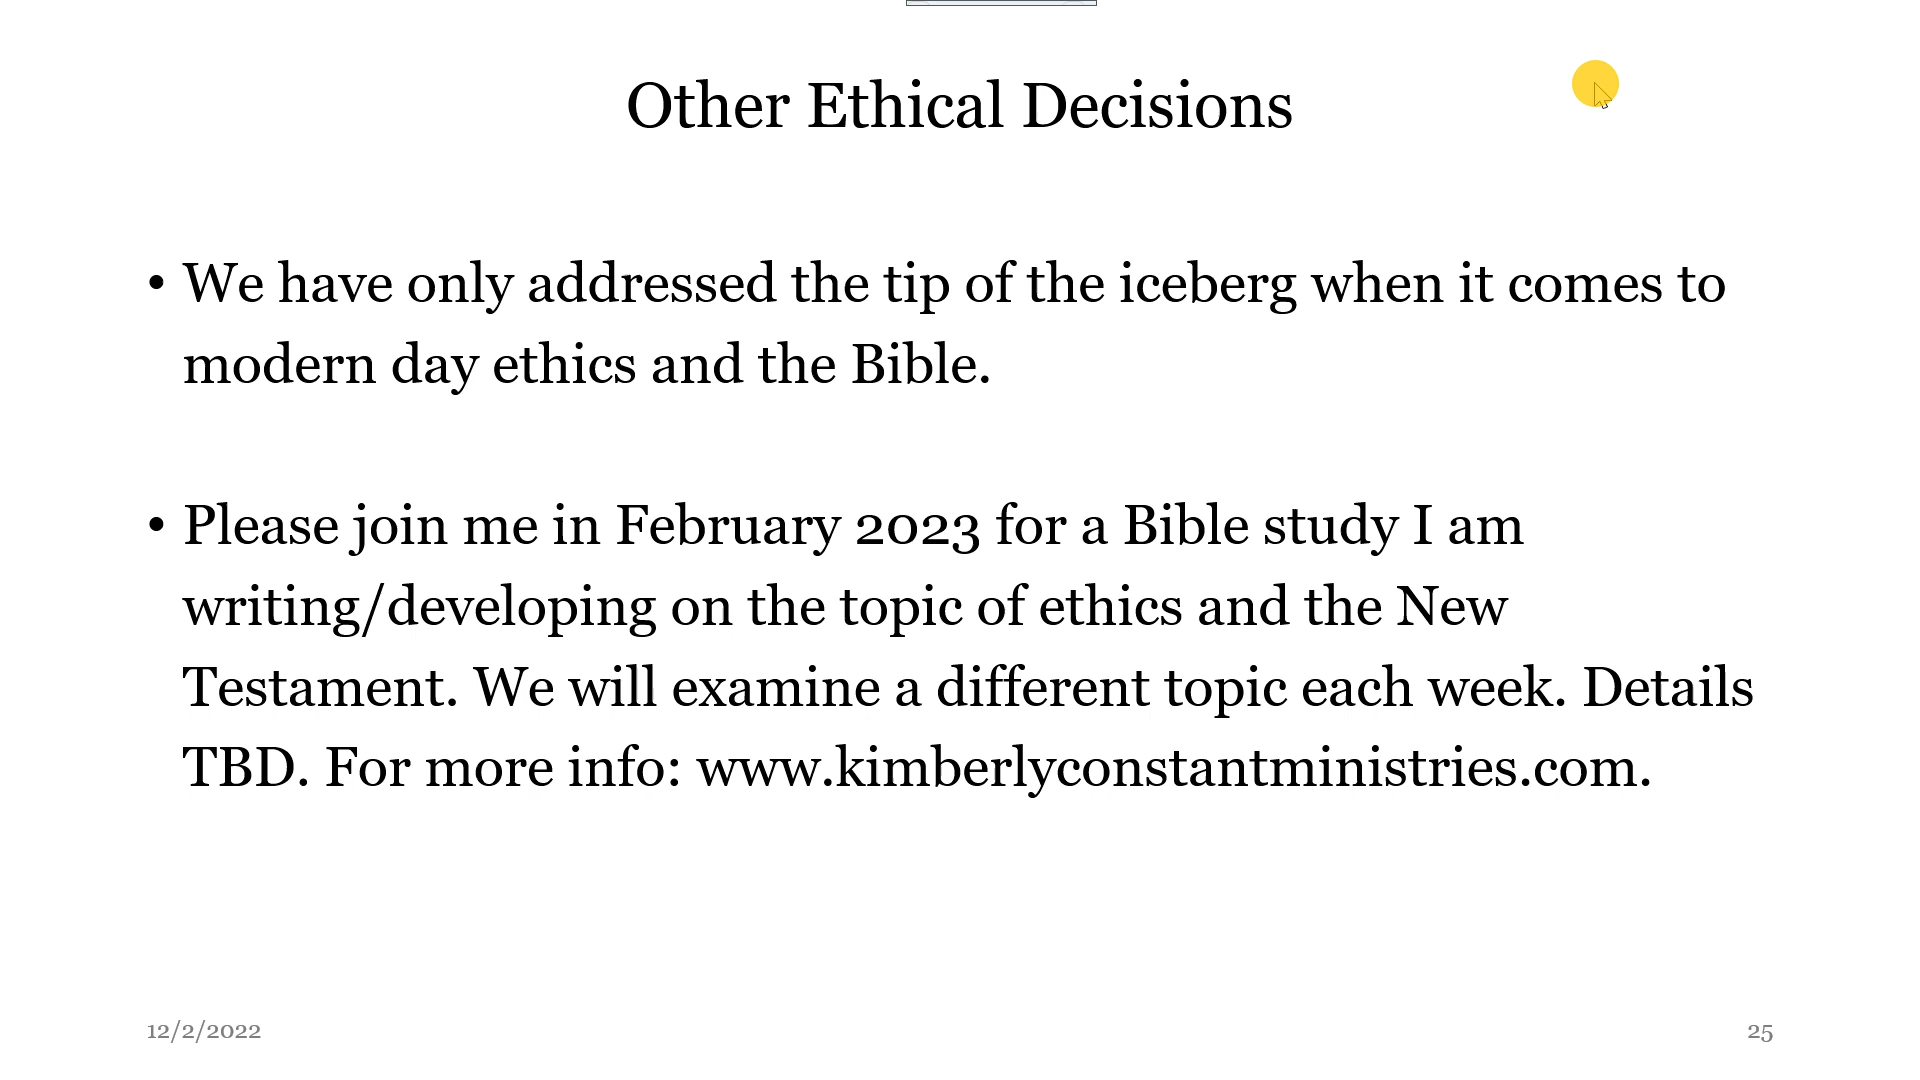 Other Ethical Decisions
• We have only addressed the tip of the iceberg when it comes to
modern day ethics and the Bible.
• Please join me in February 2023 for a Bible study I am
writing/developing on the topic of ethics and the New
Testament. We will examine a different topic each week. Details
TBD. For more info: www.kimberlyconstantministries.com.
12/2/2022
25